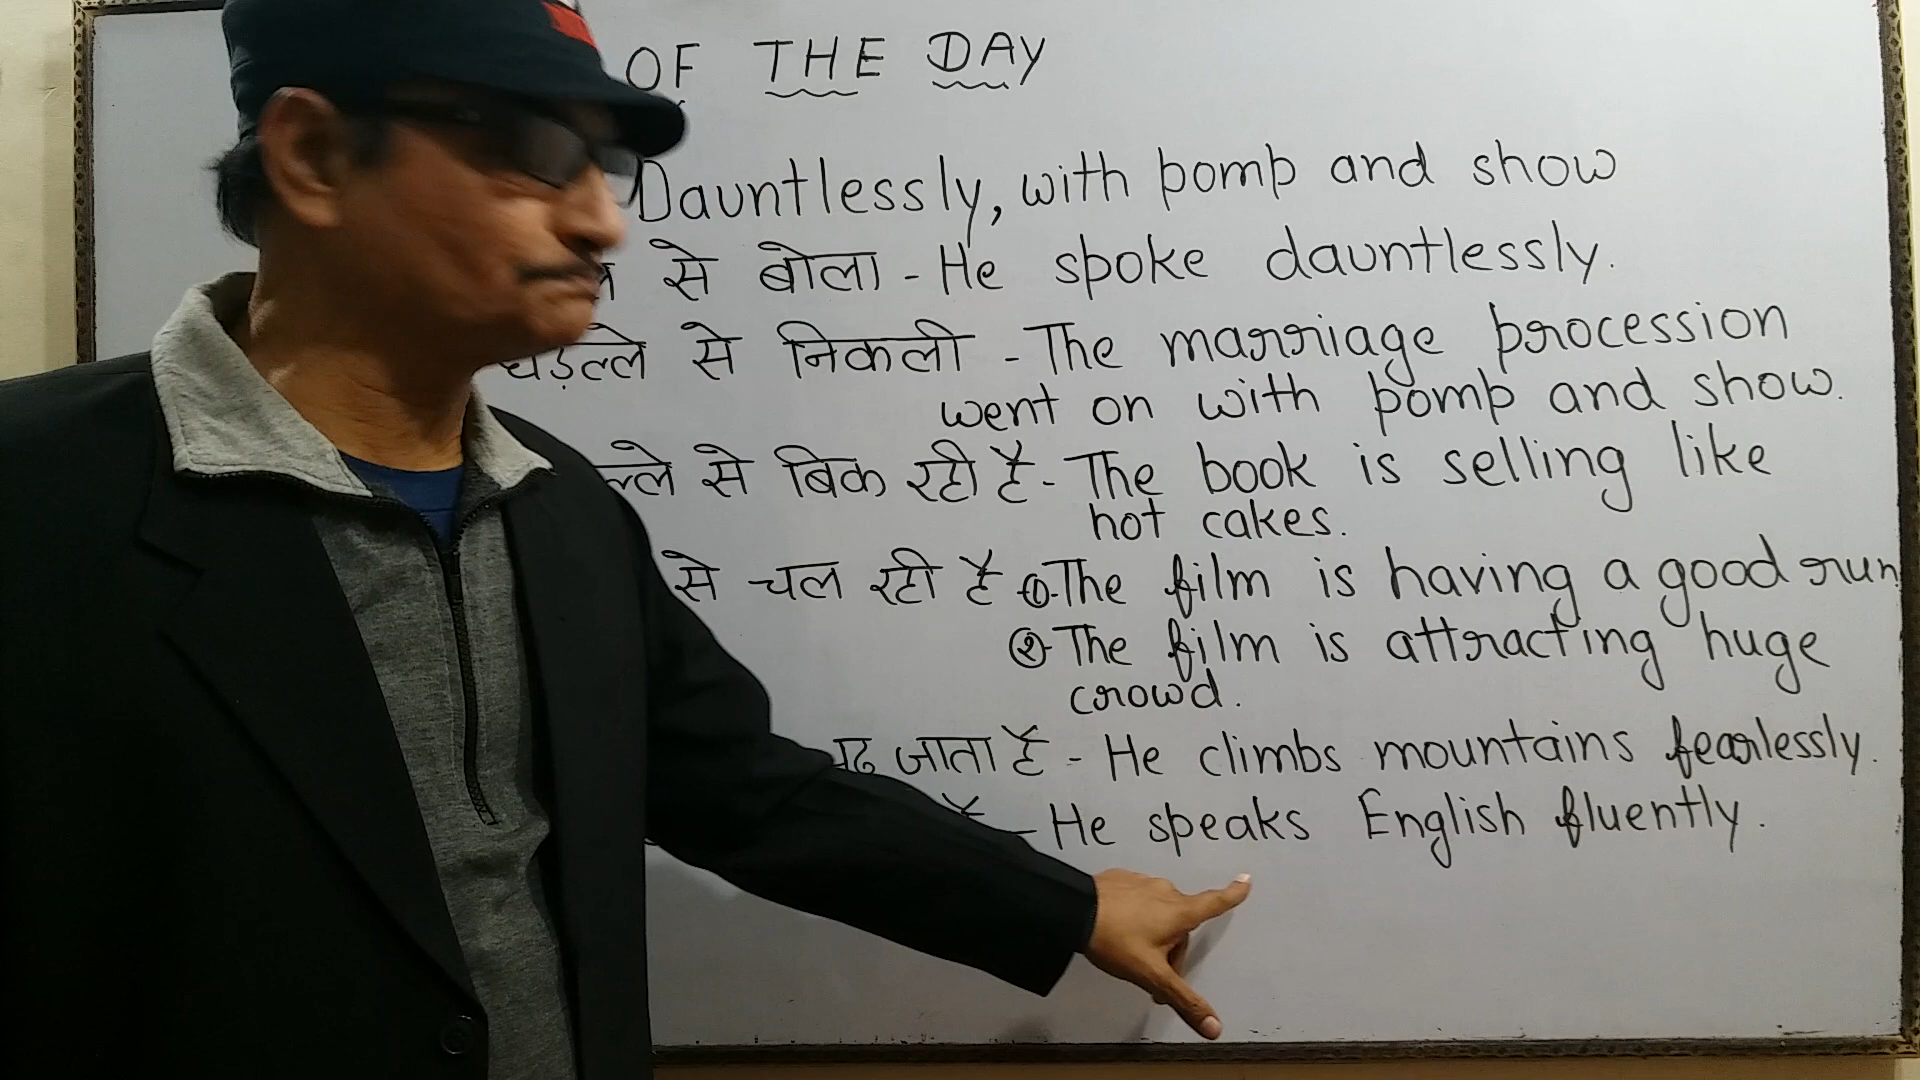 OF THE DAY
Dauntlessly, with pomp and show
से बोला - He spoke dauntlessly.
धड़ल्ले से निकली - The marriage procession
went on with pomp and show.
ल्ले से बिक रही है - The book is selling like
hot cakes.
से चल रही है ①- The film is having a good run
② The film is attracting huge
crowd.
चढ़ जाता है - He climbs mountains fearlessly.
है - He speaks English fluently.